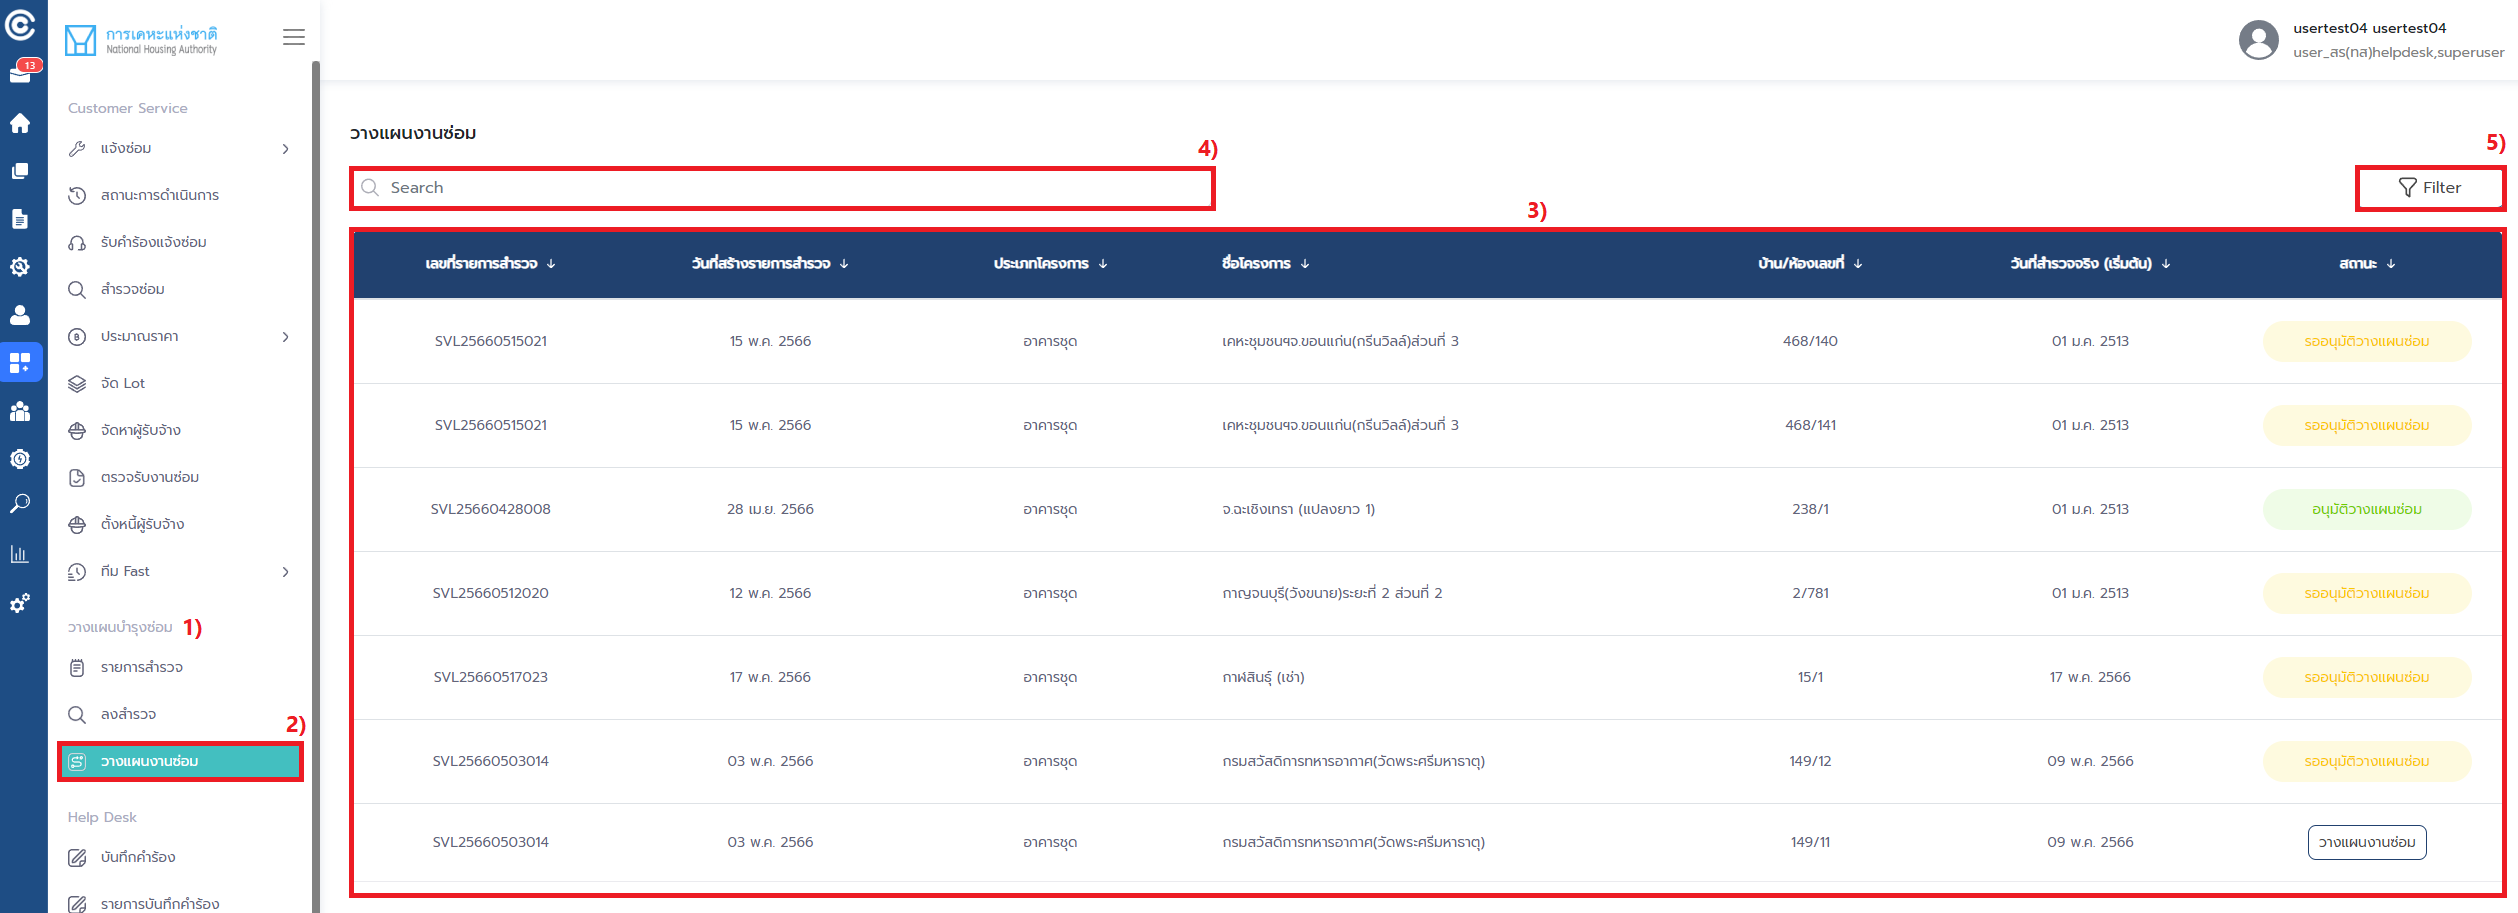 13
การเคหะแห่งชาติ
National Housing Authority
usertest04 usertest04
user_สร(ทส)helpdesk,superuser
Customer Service
แจ้งซ่อม
สถานะการดำเนินการ
รับคำร้องแจ้งซ่อม
สำรวจซ่อม
ประมาณราคา
จัด Lot
จัดหาผู้รับจ้าง
ตรวจรับงานซ่อม
ตั้งหนี้ผู้รับจ้าง
ทีม Fast
วางแผนบำรุงซ่อม 1)
รายการสำรวจ
ลงสำรวจ
2)
วางแผนงานซ่อม
Help Desk
บันทึกคำร้อง
รายการบันทึกคำร้อง
วางแผนงานซ่อม
4)
5)
Search
Filter
3)
เลขที่รายการสำรวจ วันที่สร้างรายการสำรวจ ประเภทโครงการ ชื่อโครงการ บ้าน/ห้องเลขที่ วันที่สำรวจจริง (เริ่มต้น) สถานะ
SVL25660515021 15 พ.ค. 2566 อาคารชุด เคหะชุมชนฯจ.ขอนแก่น(กรีนวิลล์)ส่วนที่ 3 468/140 01 ม.ค. 2513 รออนุมัติวางแผนซ่อม
SVL25660515021 15 พ.ค. 2566 อาคารชุด เคหะชุมชนฯจ.ขอนแก่น(กรีนวิลล์)ส่วนที่ 3 468/141 01 ม.ค. 2513 รออนุมัติวางแผนซ่อม
SVL25660428008 28 เม.ย. 2566 อาคารชุด จ.ฉะเชิงเทรา (แปลงยาว 1) 238/1 01 ม.ค. 2513 อนุมัติวางแผนซ่อม
SVL25660512020 12 พ.ค. 2566 อาคารชุด กาญจนบุรี(วังขนาย)ระยะที่ 2 ส่วนที่ 2 2/781 01 ม.ค. 2513 รออนุมัติวางแผนซ่อม
SVL25660517023 17 พ.ค. 2566 อาคารชุด กาฬสินธุ์ (เช่า) 15/1 17 พ.ค. 2566 รออนุมัติวางแผนซ่อม
SVL25660503014 03 พ.ค. 2566 อาคารชุด กรมสวัสดิการทหารอากาศ(วัดพระศรีมหาธาตุ) 149/12 09 พ.ค. 2566 รออนุมัติวางแผนซ่อม
SVL25660503014 03 พ.ค. 2566 อาคารชุด กรมสวัสดิการทหารอากาศ(วัดพระศรีมหาธาตุ) 149/11 09 พ.ค. 2566 วางแผนงานซ่อม